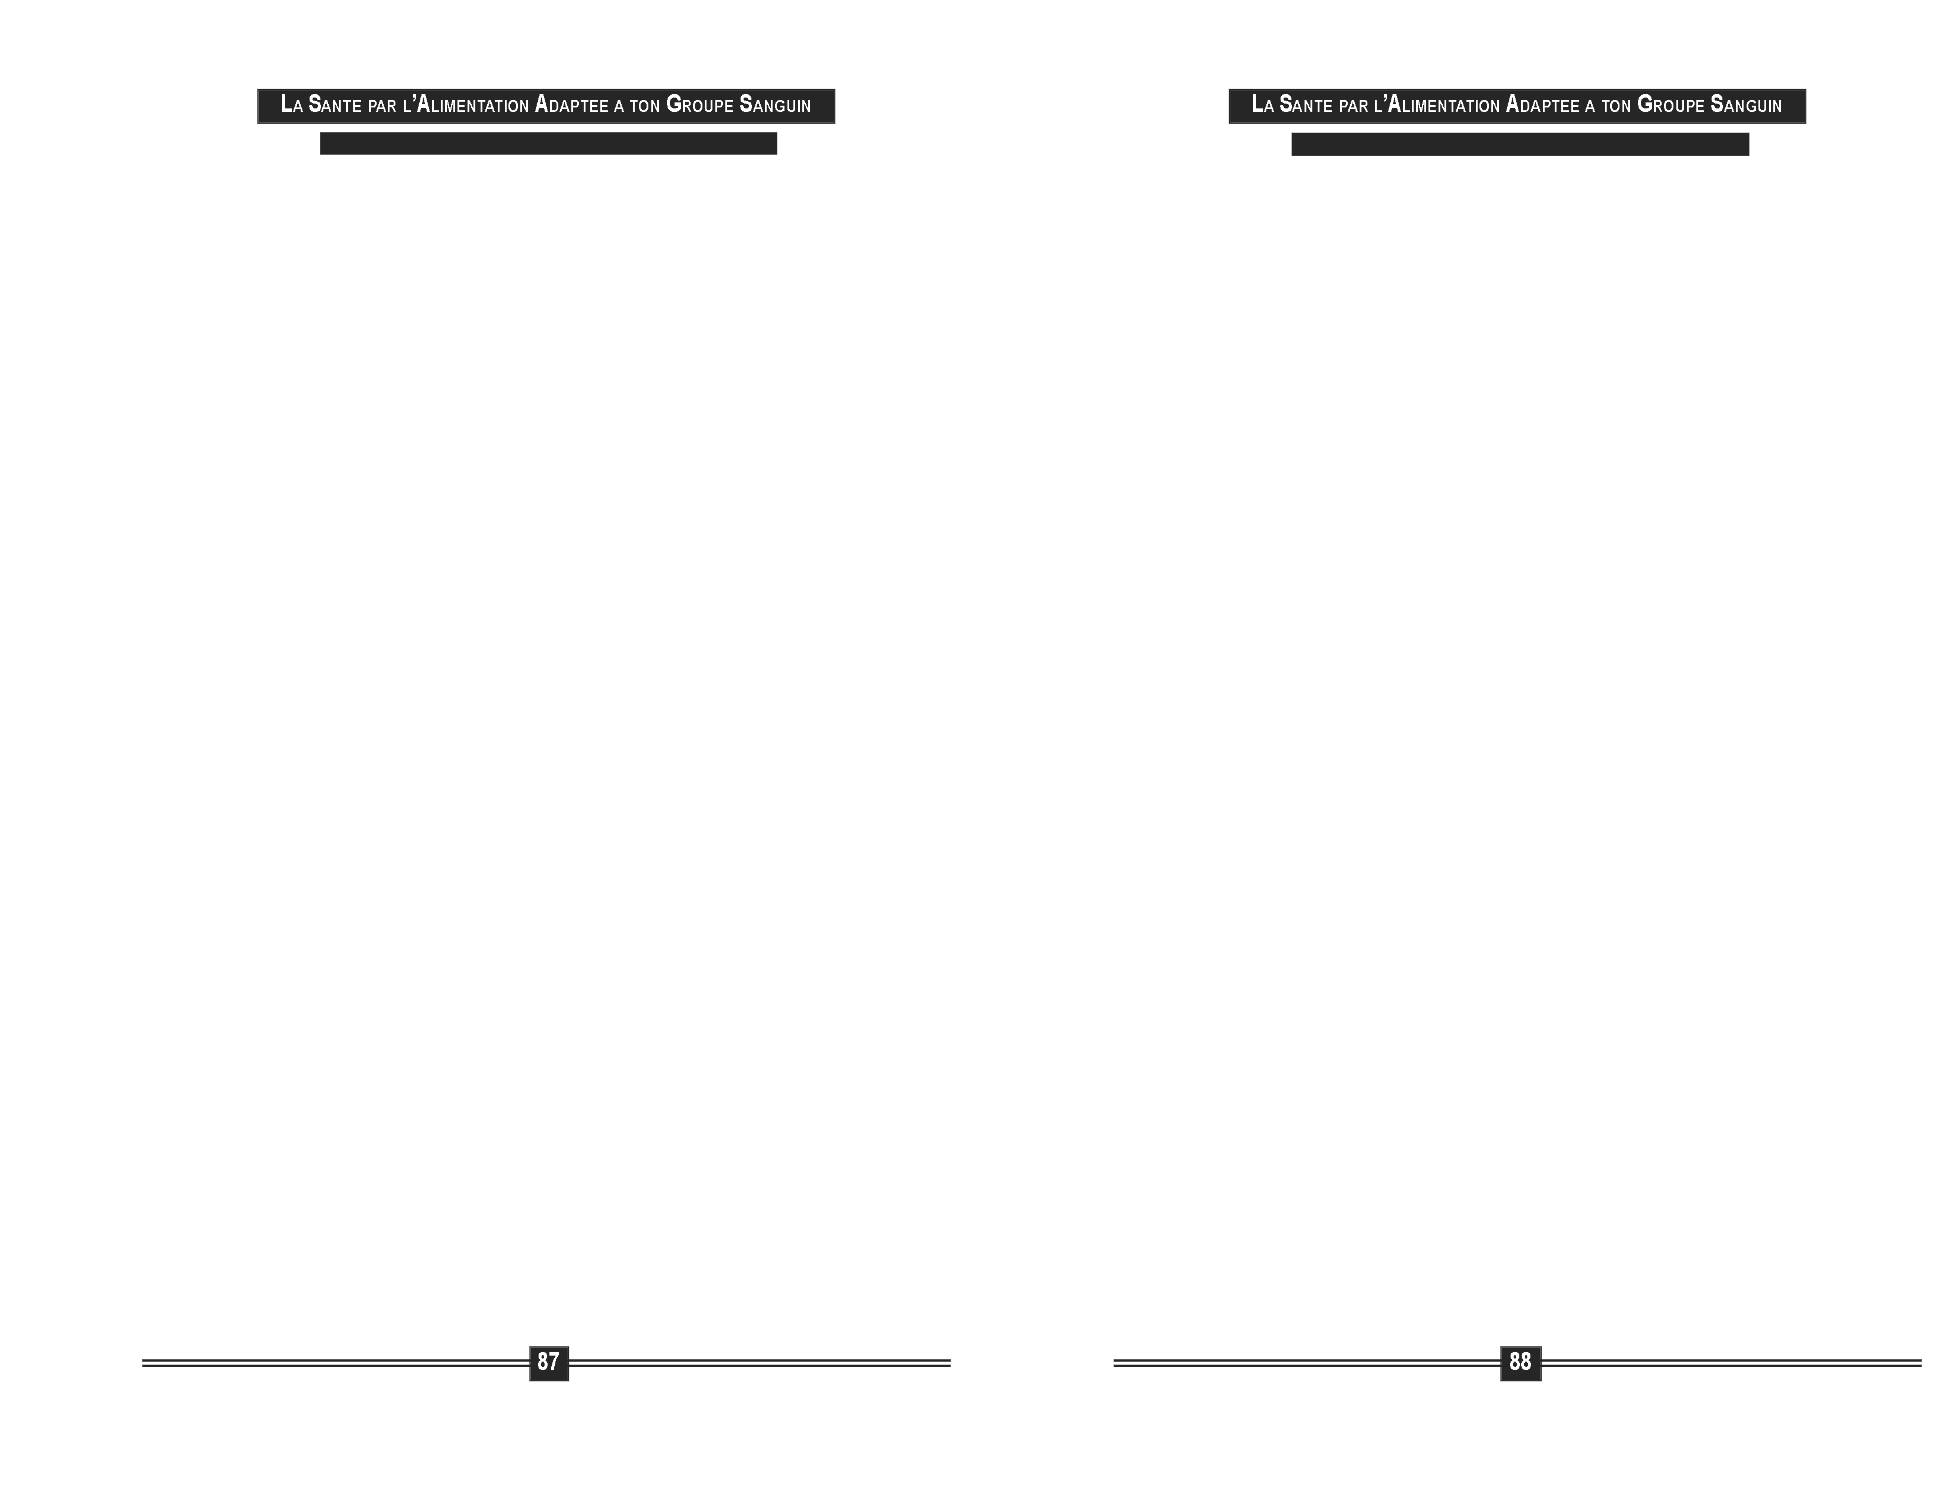 La Sante par l’Alimentation Adaptee a ton Groupe Sanguin
87
La Sante par l’Alimentation Adaptee a ton Groupe Sanguin
88